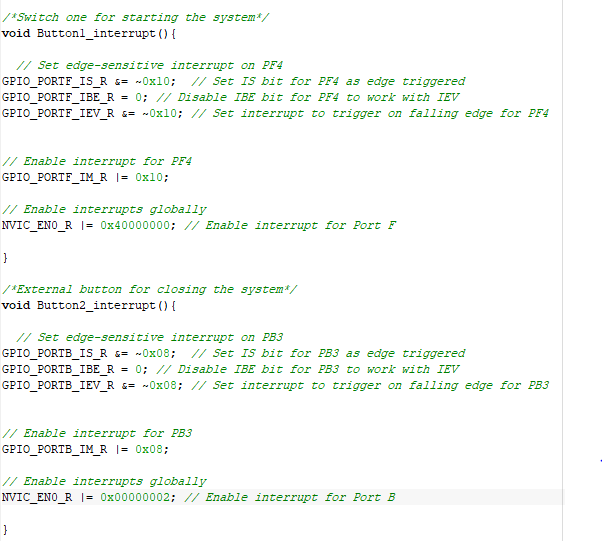 /*Switch one for starting the system*/
void Button1_interrupt(){
// Set edge-sensitive interrupt on PF4
GPIO_PORTF_IS_R &= ~0x10;  // Set IS bit for PF4 as edge triggered
GPIO_PORTF_IBE_R = 0; // Disable IBE bit for PF4 to work with IEV
GPIO_PORTF_IEV_R &= ~0x10; // Set interrupt to trigger on falling edge for PF4
// Enable interrupt for PF4
GPIO_PORTF_IM_R |= 0x10;
// Enable interrupts globally
NVIC_EN0_R |= 0x40000000; // Enable interrupt for Port F
}
/*External button for closing the system*/
void Button2_interrupt(){
// Set edge-sensitive interrupt on PB3
GPIO_PORTB_IS_R &= ~0x08;  // Set IS bit for PB3 as edge triggered
GPIO_PORTB_IBE_R = 0; // Disable IBE bit for PB3 to work with IEV
GPIO_PORTB_IEV_R &= ~0x08; // Set interrupt to trigger on falling edge for PB3
// Enable interrupt for PB3
GPIO_PORTB_IM_R |= 0x08;
// Enable interrupts globally
NVIC_EN0_R |= 0x00000002; // Enable interrupt for Port B
}